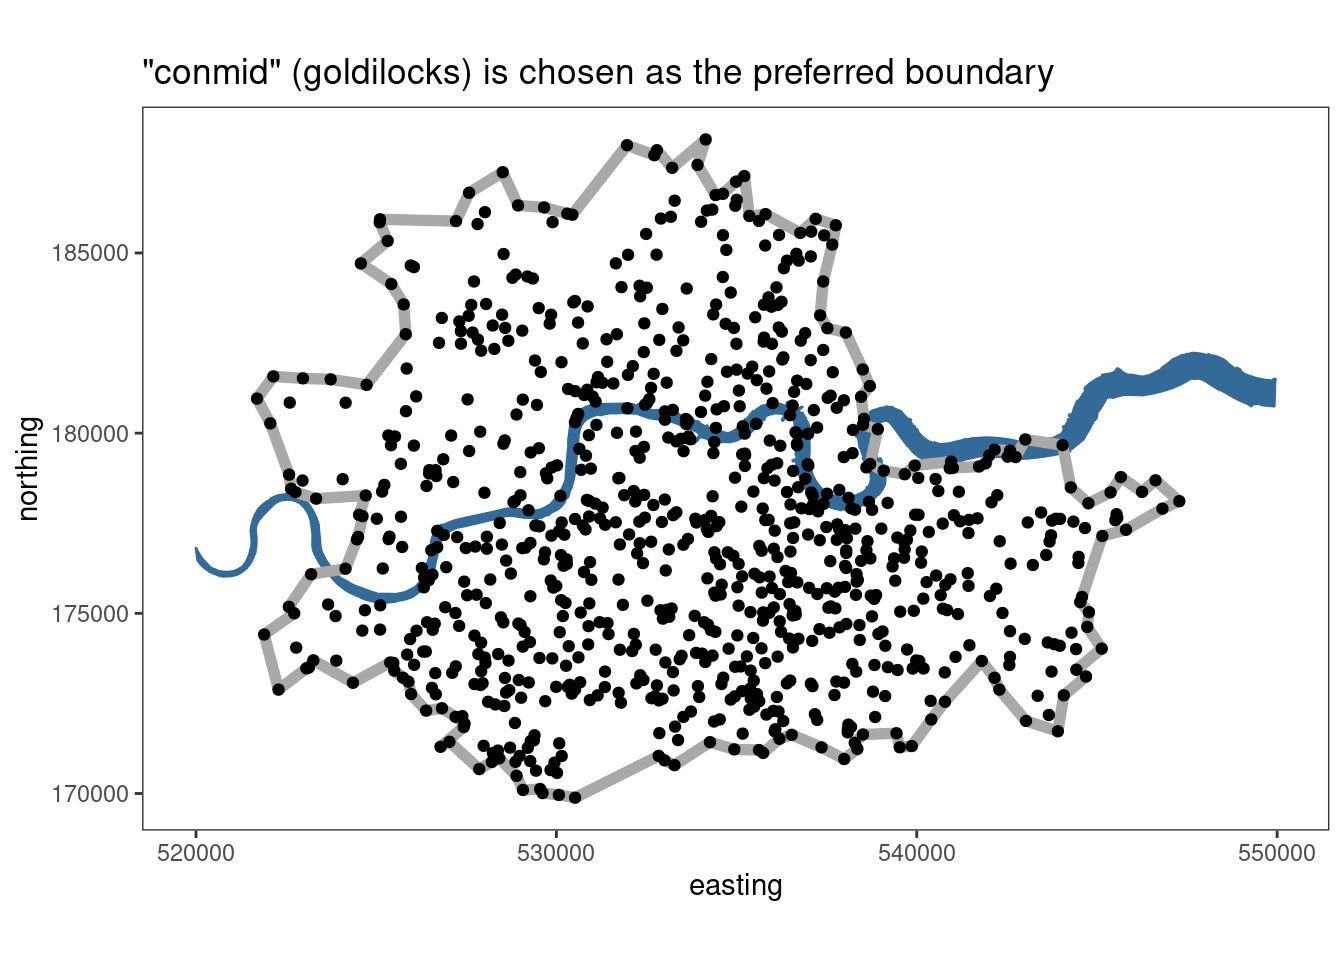 "conmid" (goldilocks) is chosen as the preferred boundary
northing
185000
180000
175000
170000
520000 530000 540000 550000
easting